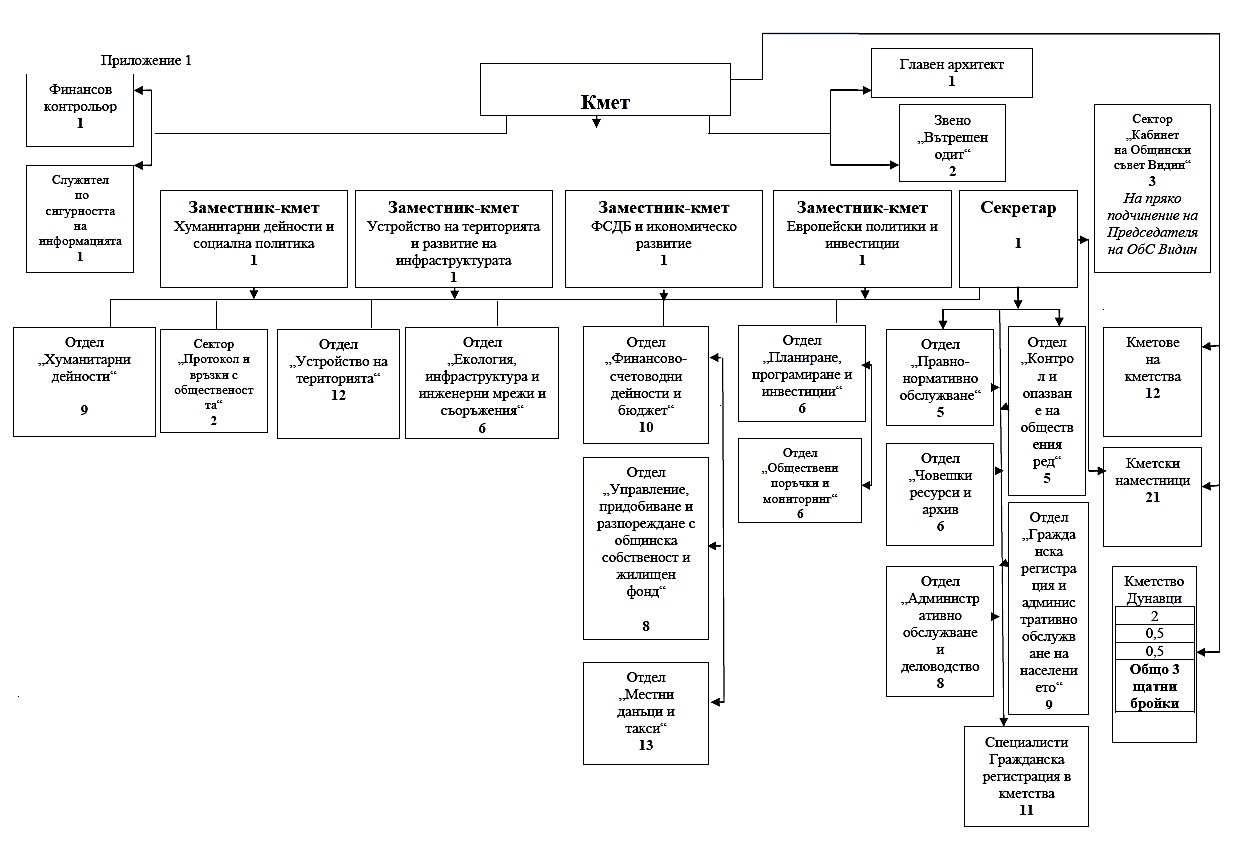 Приложение 1
Финансов
контрольор
1
Служител
по
сигурността
на
информацията
1
Кмет
Главен архитект
1
Звено
„Вътрешен
одит“
2
Сектор
„Кабинет
на Общински
съвет Видин“
3
На пряко
подчинение на
Председателя
на ОбС Видин
Заместник-кмет
Хуманитарни дейности и
социална политика
1
Заместник-кмет
Устройство на територията
и развитие на
инфраструктурата
1
Заместник-кмет
ФСДБ и икономическо
развитие
1
Заместник-кмет
Европейски политики и
инвестиции
1
Секретар
1
Отдел
„Хуманитарни
дейности“
9
Сектор
„Протокол и
връзки с
общественост
та“
2
Отдел
„Устройство на
територията“
12
Отдел
„Екология,
инфраструктура и
инженерни мрежи и
съоръжения“
6
Отдел
„Финансово-
счетоводни
дейности и
бюджет“
10
Отдел
„Управление,
придобиване и
разпореждане с
общинска
собственост и
жилищен
фонд“
8
Отдел
„Местни
данъци и
такси“
13
Отдел
„Планиране,
програмиране и
инвестиции“
6
Отдел
„Обществени
поръчки и
мониторинг“
6
Отдел
„Правно-
нормативно
обслужване“
5
Отдел
„Човешки
ресурси и
архив
6
Отдел
„Администр
ативно
обслужване
и
деловодство
8
Отдел
„Контро
л и
опазван
е на
обществ
ения
ред“
5
Отдел
„Гражда
нска
регистра
ция и
админис
тративно
обслужв
ане на
населени
ето“
9
Специалисти
Гражданска
регистрация в
кметства
11
Кметове
на
кметства
12
Кметски
наместници
21
Кметство
Дунавци
2
0,5
0,5
Общо 3
щатни
бройки